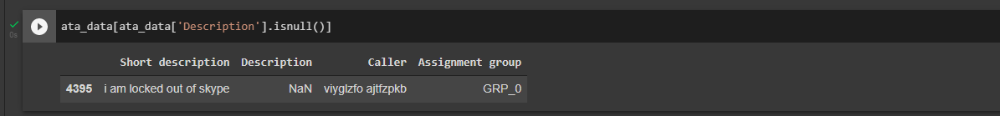 ata_data[ata_data['Description'].isnull()]
0s
Short description Description Caller Assignment group
4395 i am locked out of skype NaN viyglzfo ajtfzpkb GRP_0